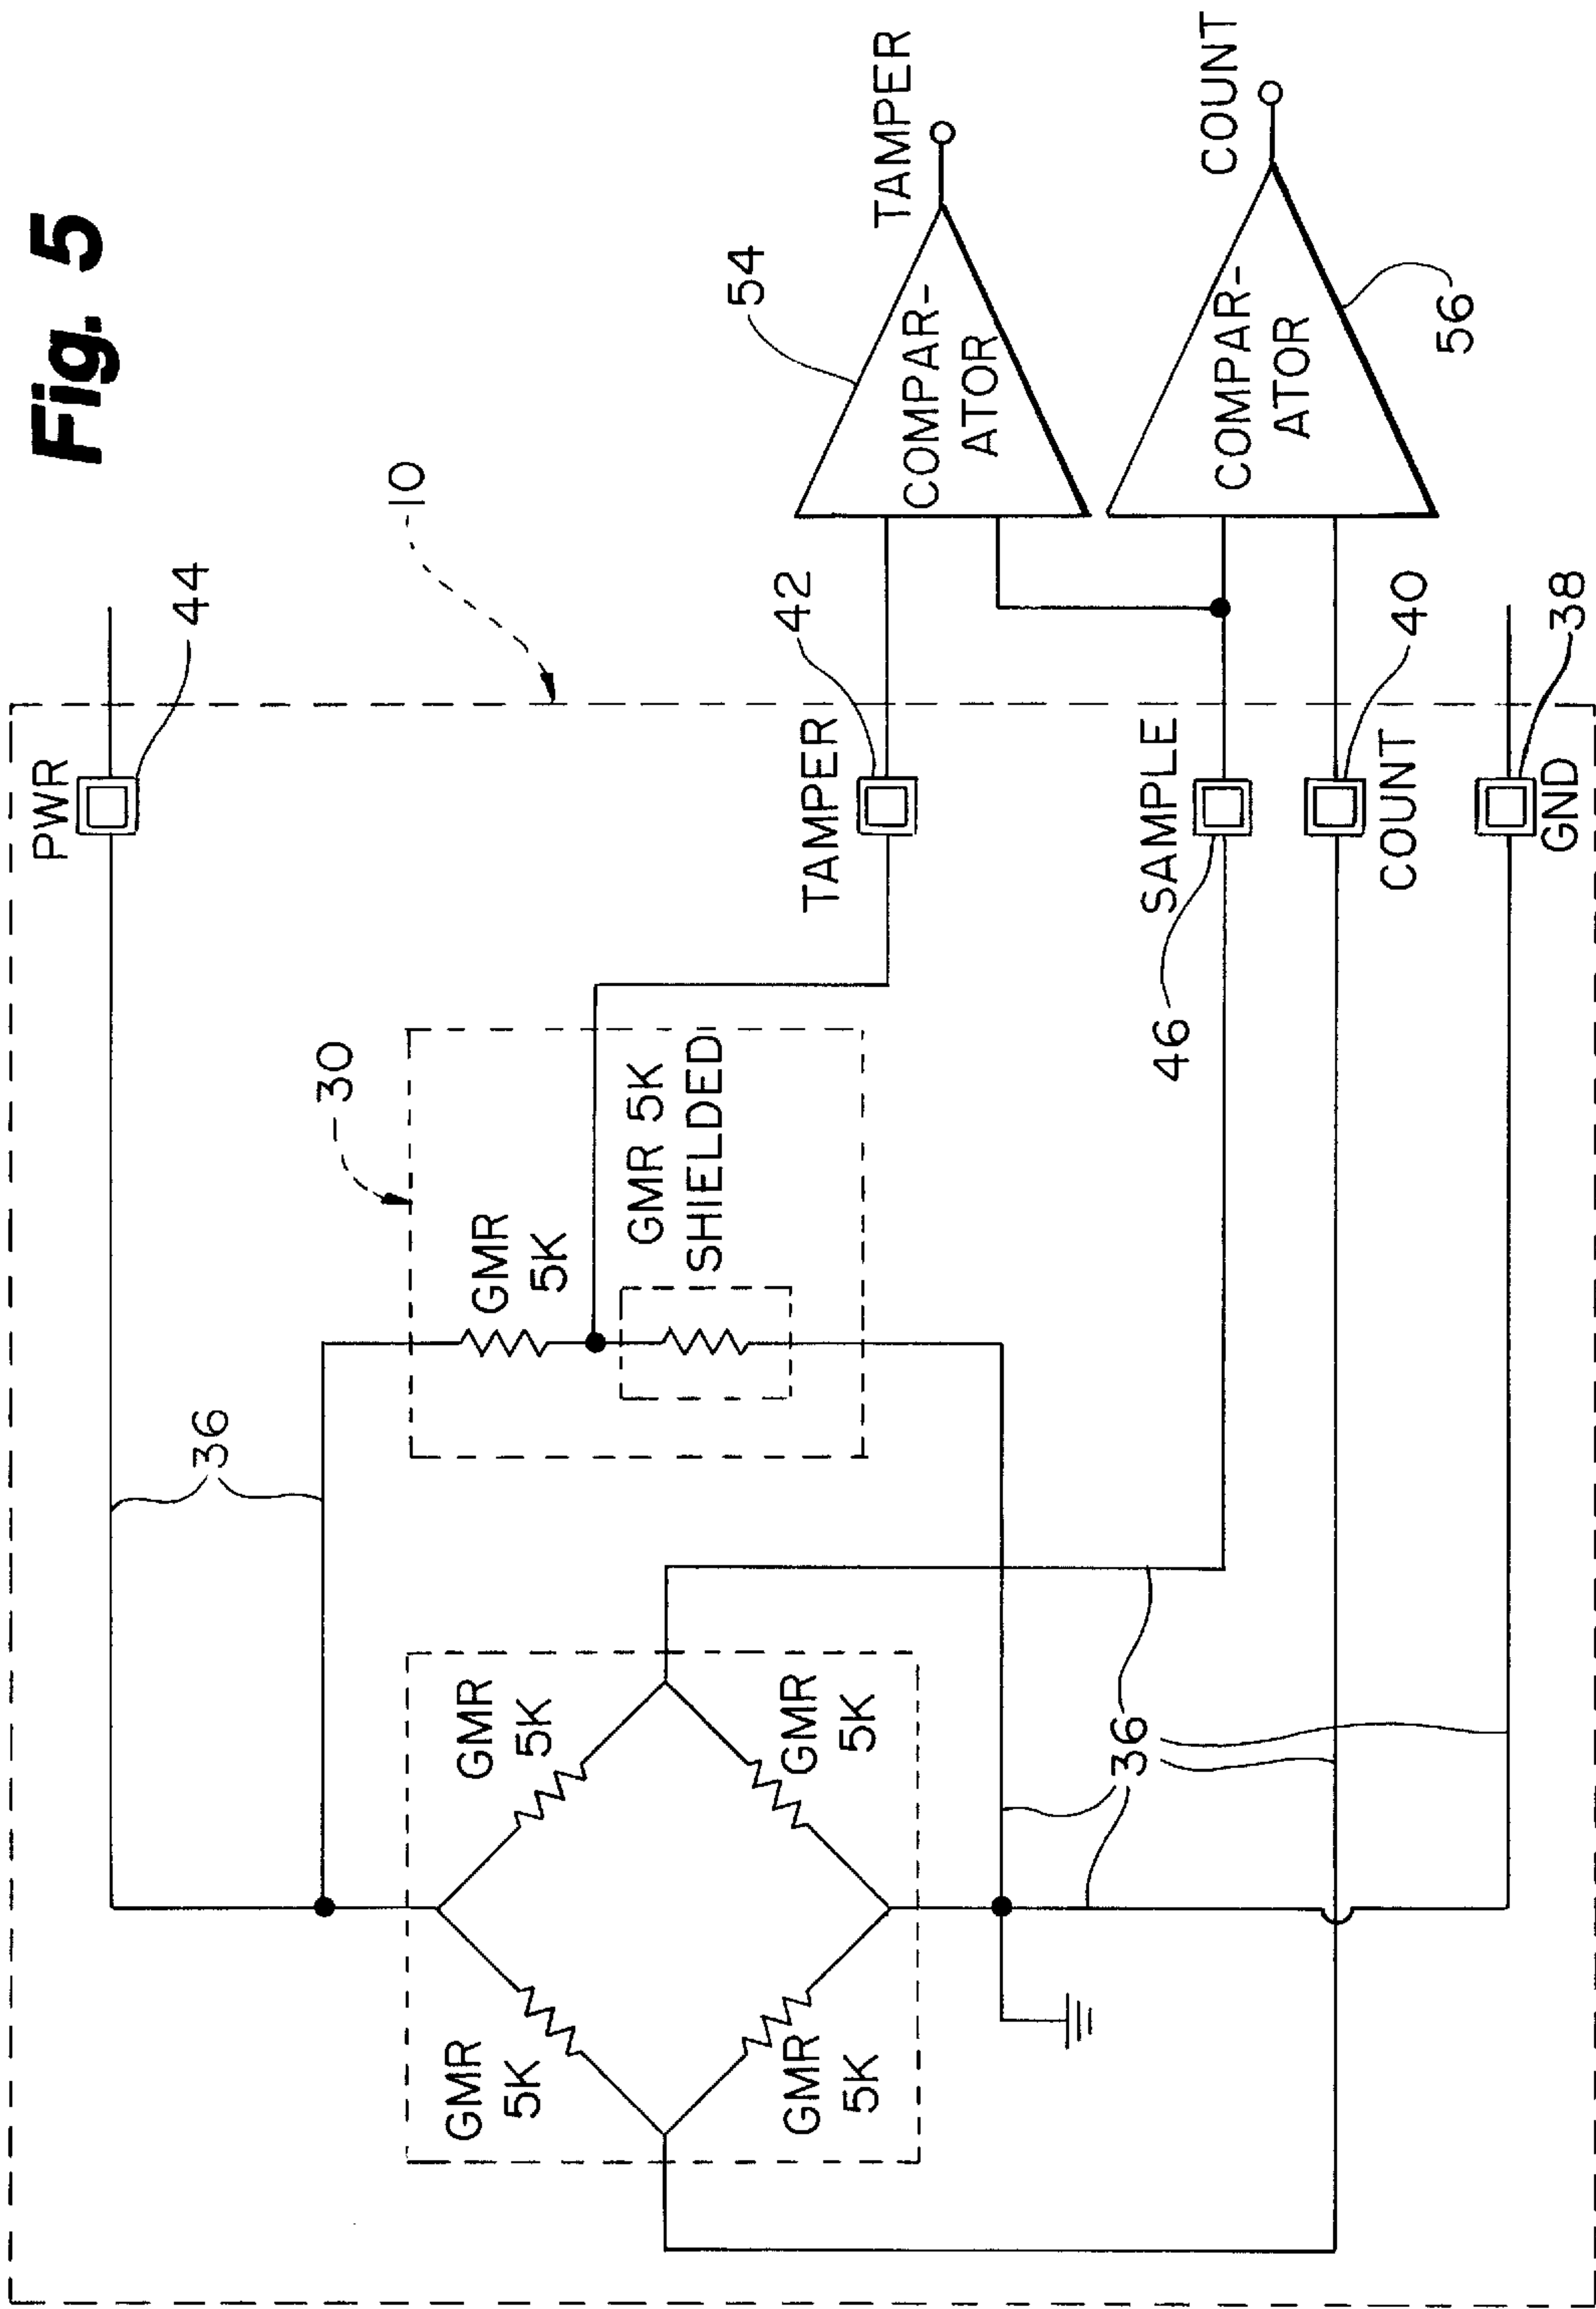 Fig. 5
PWR
44
10
36
30
GMR
5K
GMR 5K
SHIELDED
GMR
5K
GMR
5K
GMR
5K
GMR
5K
TAMPER
42
54
COMPAR-
ATOR
TAMPER
SAMPLE
46
COMPAR-
ATOR
COUNT
56
36
COUNT
40
GND
38